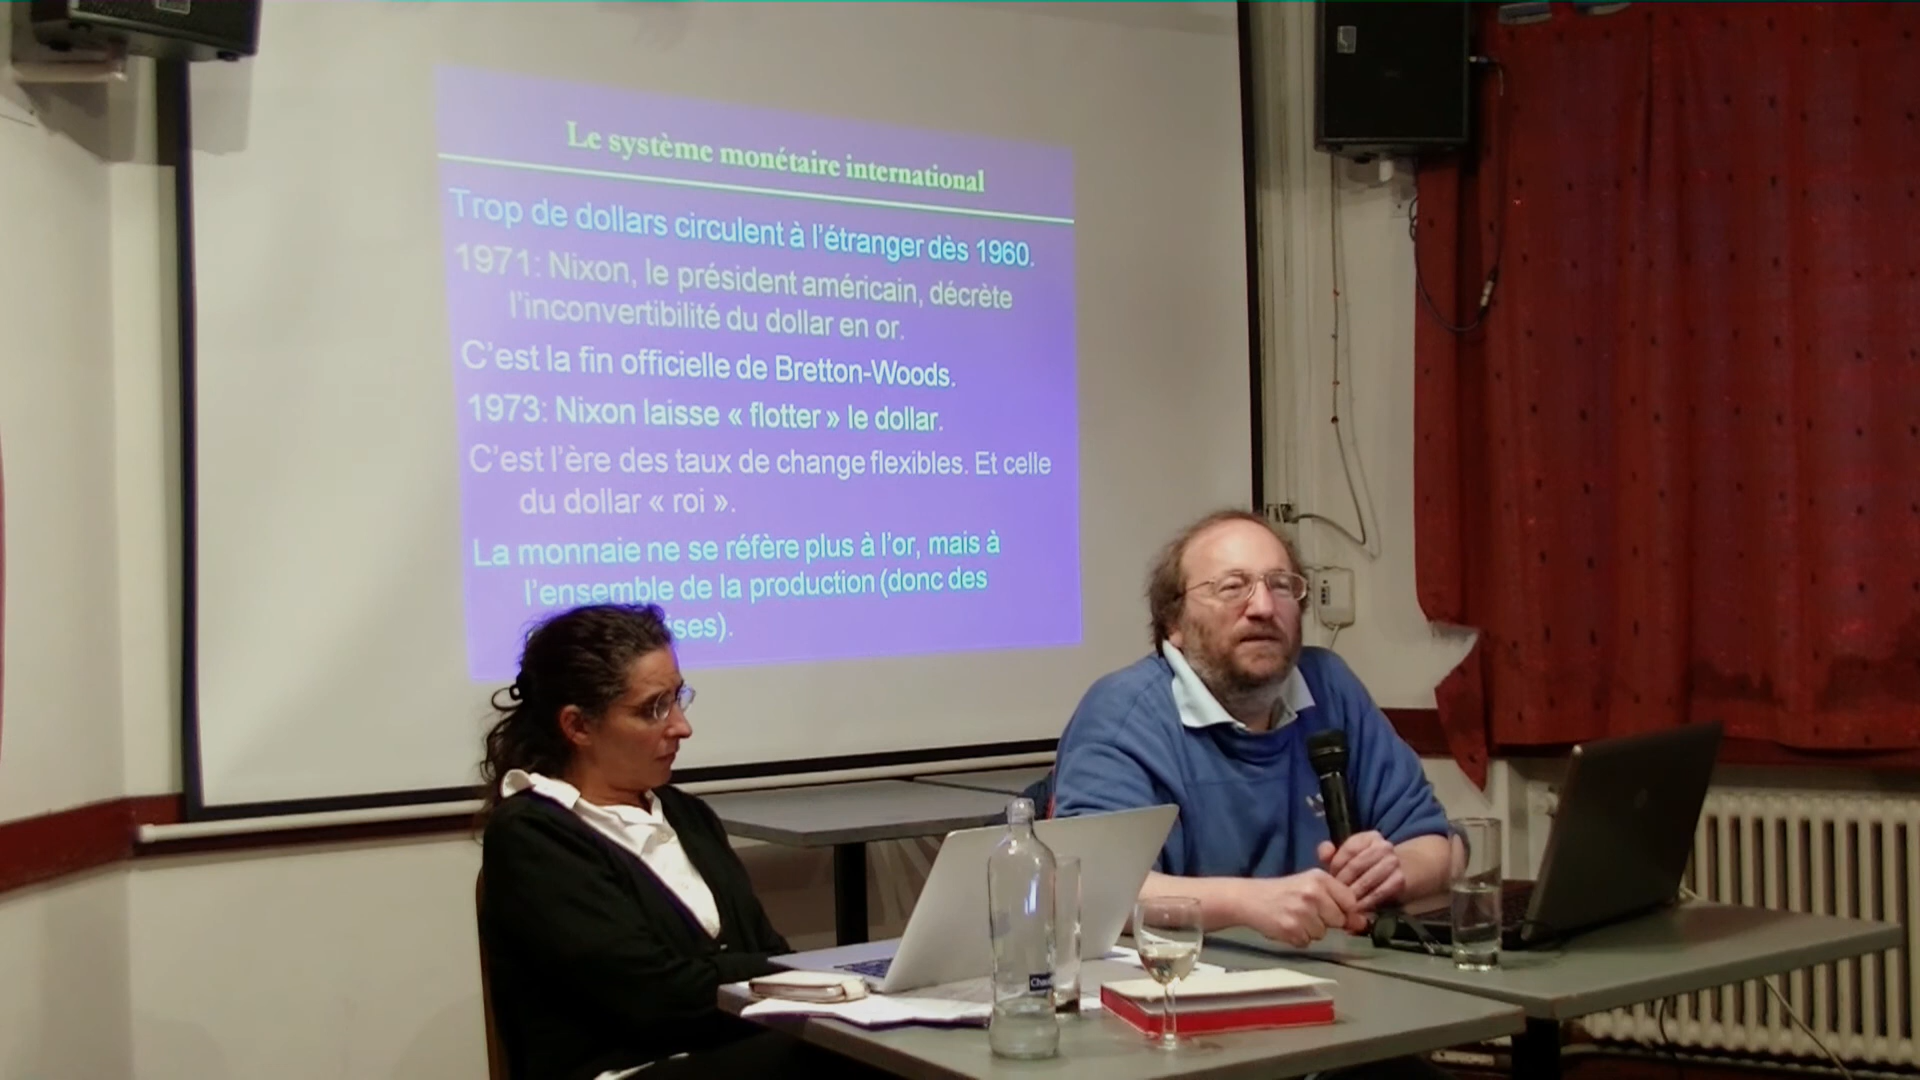 Le système monétaire international
Trop de dollars circulent à l'étranger dès 1960.
1971: Nixon, le président américain, décrète
l'inconvertibilité du dollar en or.
C'est la fin officielle de Bretton-Woods.
1973: Nixon laisse « flotter » le dollar.
C'est l'ère des taux de change flexibles. Et celle
du dollar « roi ».
La monnaie ne se réfère plus à l'or, mais à
l'ensemble de la production (donc des
ises).